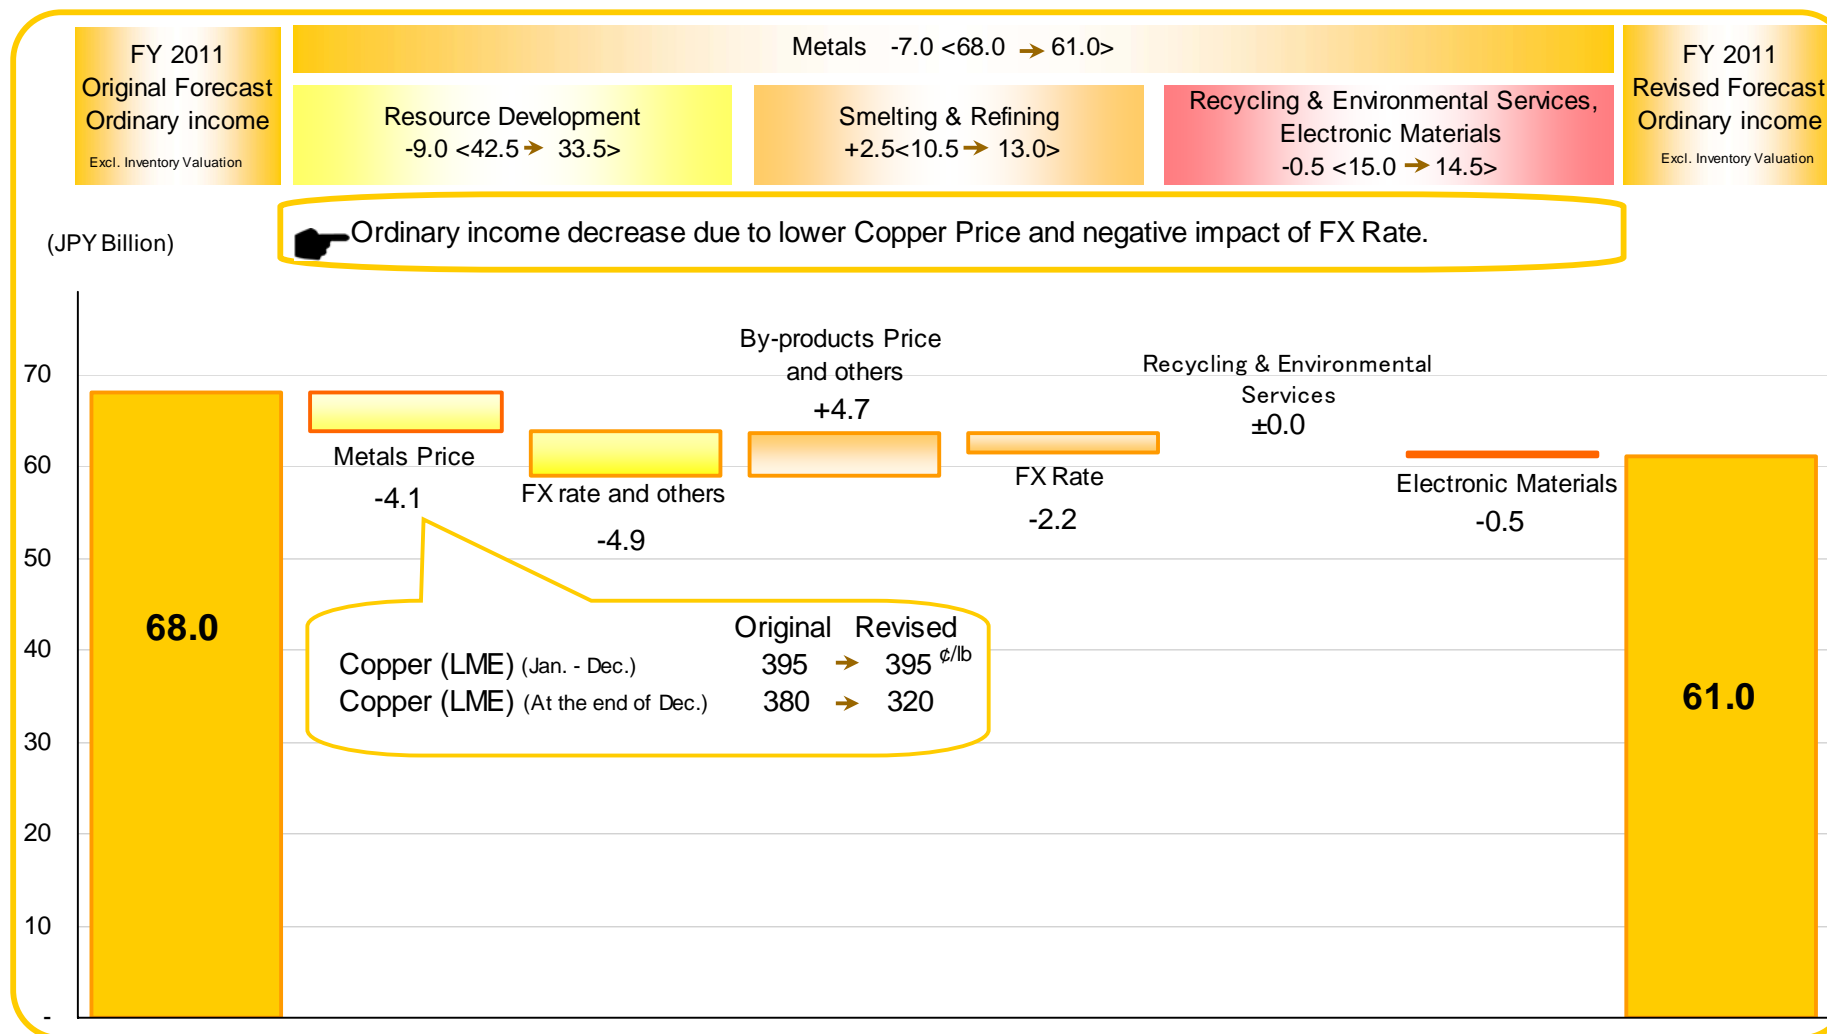 FY 2011
Original Forecast
Ordinary income
Excl. Inventory Valuation
Metals -7.0 <68.0 → 61.0>
Resource Development
-9.0 <42.5 → 33.5>
Smelting & Refining
+2.5<10.5 → 13.0>
Recycling & Environmental Services,
Electronic Materials
-0.5 <15.0 → 14.5>
FY 2011
Revised Forecast
Ordinary income
Excl. Inventory Valuation
(JPY Billion)
Ordinary income decrease due to lower Copper Price and negative impact of FX Rate.
70
60
50
40
30
20
10
-
68.0
Metals Price
-4.1
FX rate and others
-4.9
By-products Price
and others
+4.7
FX Rate
-2.2
Recycling & Environmental
Services
±0.0
Electronic Materials
-0.5
61.0
Original Revised
Copper (LME) (Jan. - Dec.) 395 → 395 ¢/lb
Copper (LME) (At the end of Dec.) 380 → 320